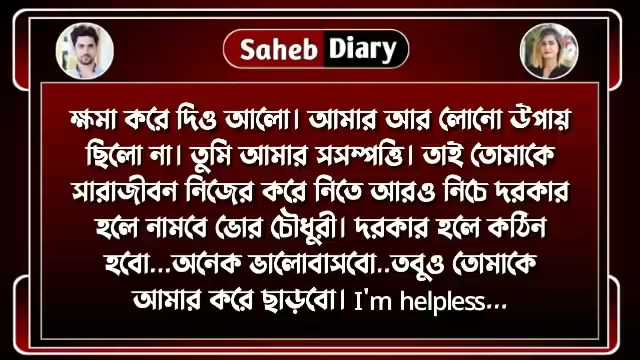 Saheb Diary
ক্ষমা করে দিও আলো। আমার আর লোনো উপায়
ছিলো না। তুমি আমার সসম্পত্তি। তাই তোমাকে
সারাজীবন নিজের করে নিতে আরও নিচে দরকার
হলে নামবে ভোর চৌধুরী। দরকার হলে কঠিন
হবো...অনেক ভালোবাসবো..তবুও তোমাকে
আমার করে ছাড়বো। I'm helpless...